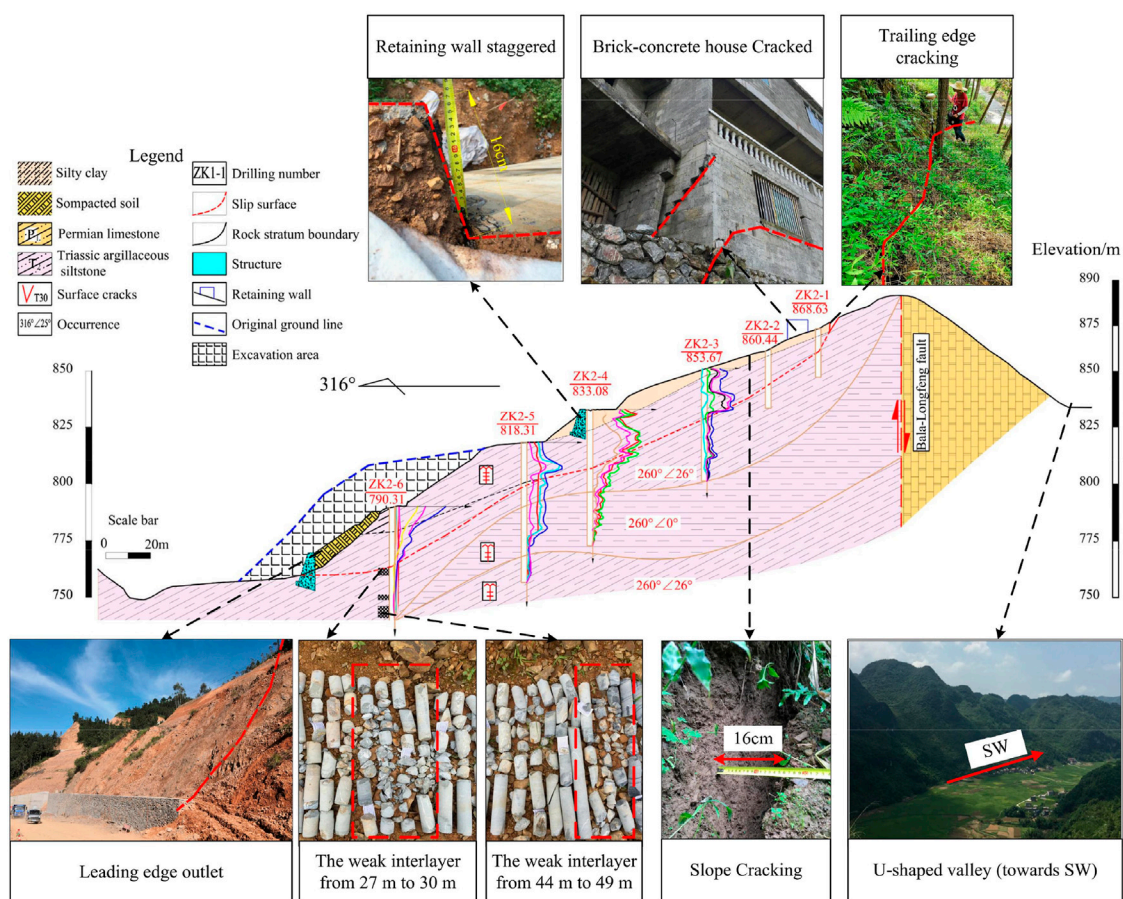 Retaining wall staggered
Brick-concrete house Cracked
Trailing edge
cracking
16cm
Legend
Silty clay
Sompacted soil
Permian limestone
Triassic argillaceous
siltstone
T30
Surface cracks
316°∠25°
Occurrence
ZK1-1
Drilling number
Slip surface
Rock stratum boundary
Structure
Retaining wall
Original ground line
Excavation area
Elevation/m
890
875
850
825
800
775
750
850
825
800
775
750
Scale bar
0 20m
316°
ZK2-1
868.63
ZK2-2
860.44
ZK2-3
853.67
ZK2-4
833.08
ZK2-5
818.31
ZK2-6
790.31
260°∠26°
260°∠0°
260°∠26°
Bala-Longfeng fault
16cm
SW
Leading edge outlet
The weak interlayer
from 27 m to 30 m
The weak interlayer
from 44 m to 49 m
Slope Cracking
U-shaped valley (towards SW)